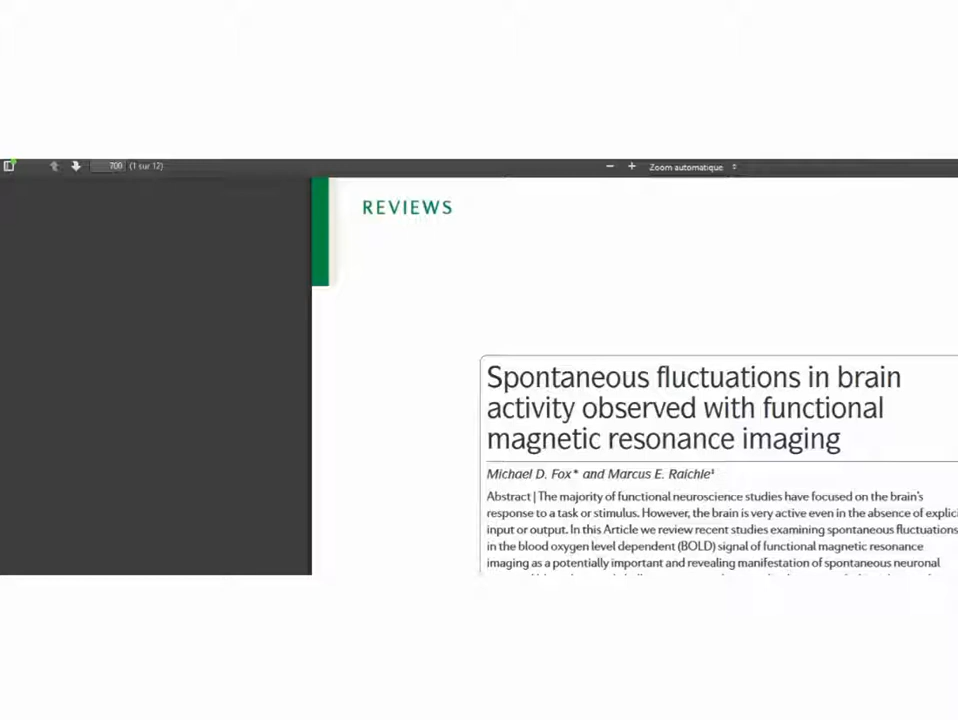 700 (1 sur 12) − + Zoom automatique
REVIEWS
Spontaneous fluctuations in brain
activity observed with functional
magnetic resonance imaging
Michael D. Fox* and Marcus E. Raichle‡
Abstract | The majority of functional neuroscience studies have focused on the brain's
response to a task or stimulus. However, the brain is very active even in the absence of explici
input or output. In this Article we review recent studies examining spontaneous fluctuations
in the blood oxygen level dependent (BOLD) signal of functional magnetic resonance
imaging as a potentially important and revealing manifestation of spontaneous neuronal